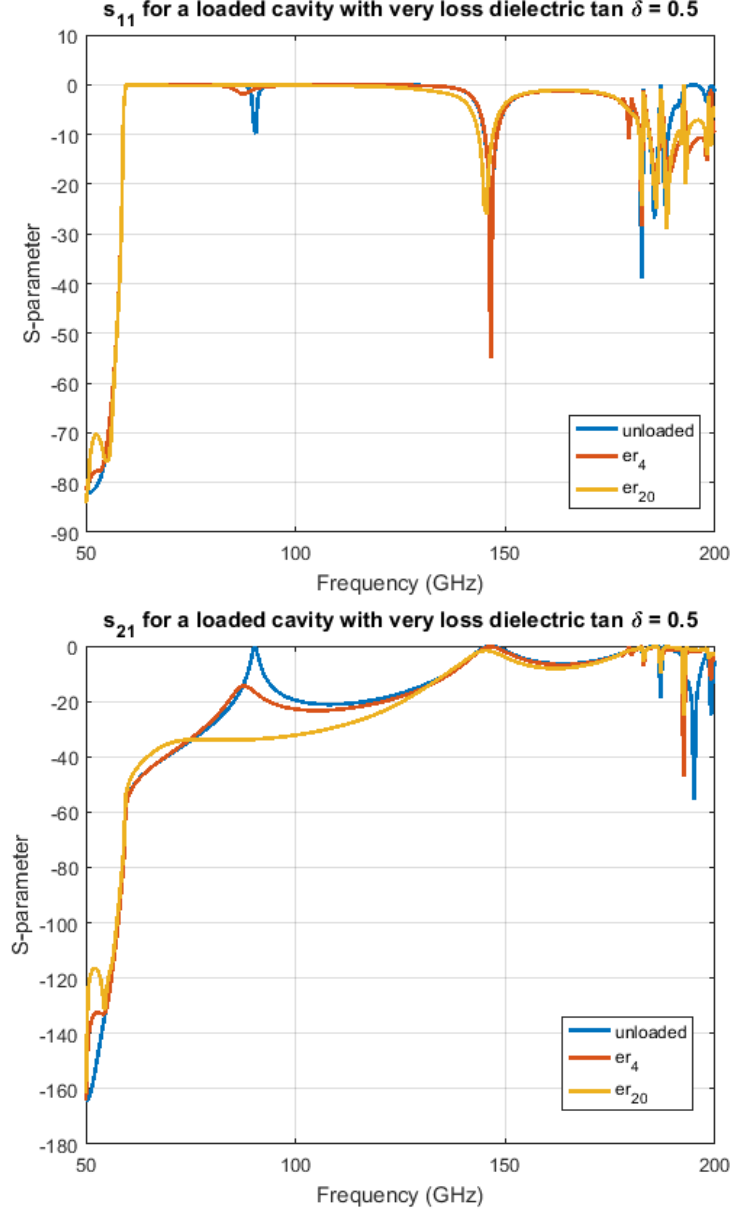 s11 for a loaded cavity with very loss dielectric tan δ = 0.5
10
0
-10
-20
-30
-40
-50
-60
-70
-80
-90
S-parameter
unloaded
er4
er20
50
100
150
200
Frequency (GHz)
s21 for a loaded cavity with very loss dielectric tan δ = 0.5
0
-20
-40
-60
-80
-100
-120
-140
-160
-180
S-parameter
unloaded
er4
er20
50
100
150
200
Frequency (GHz)